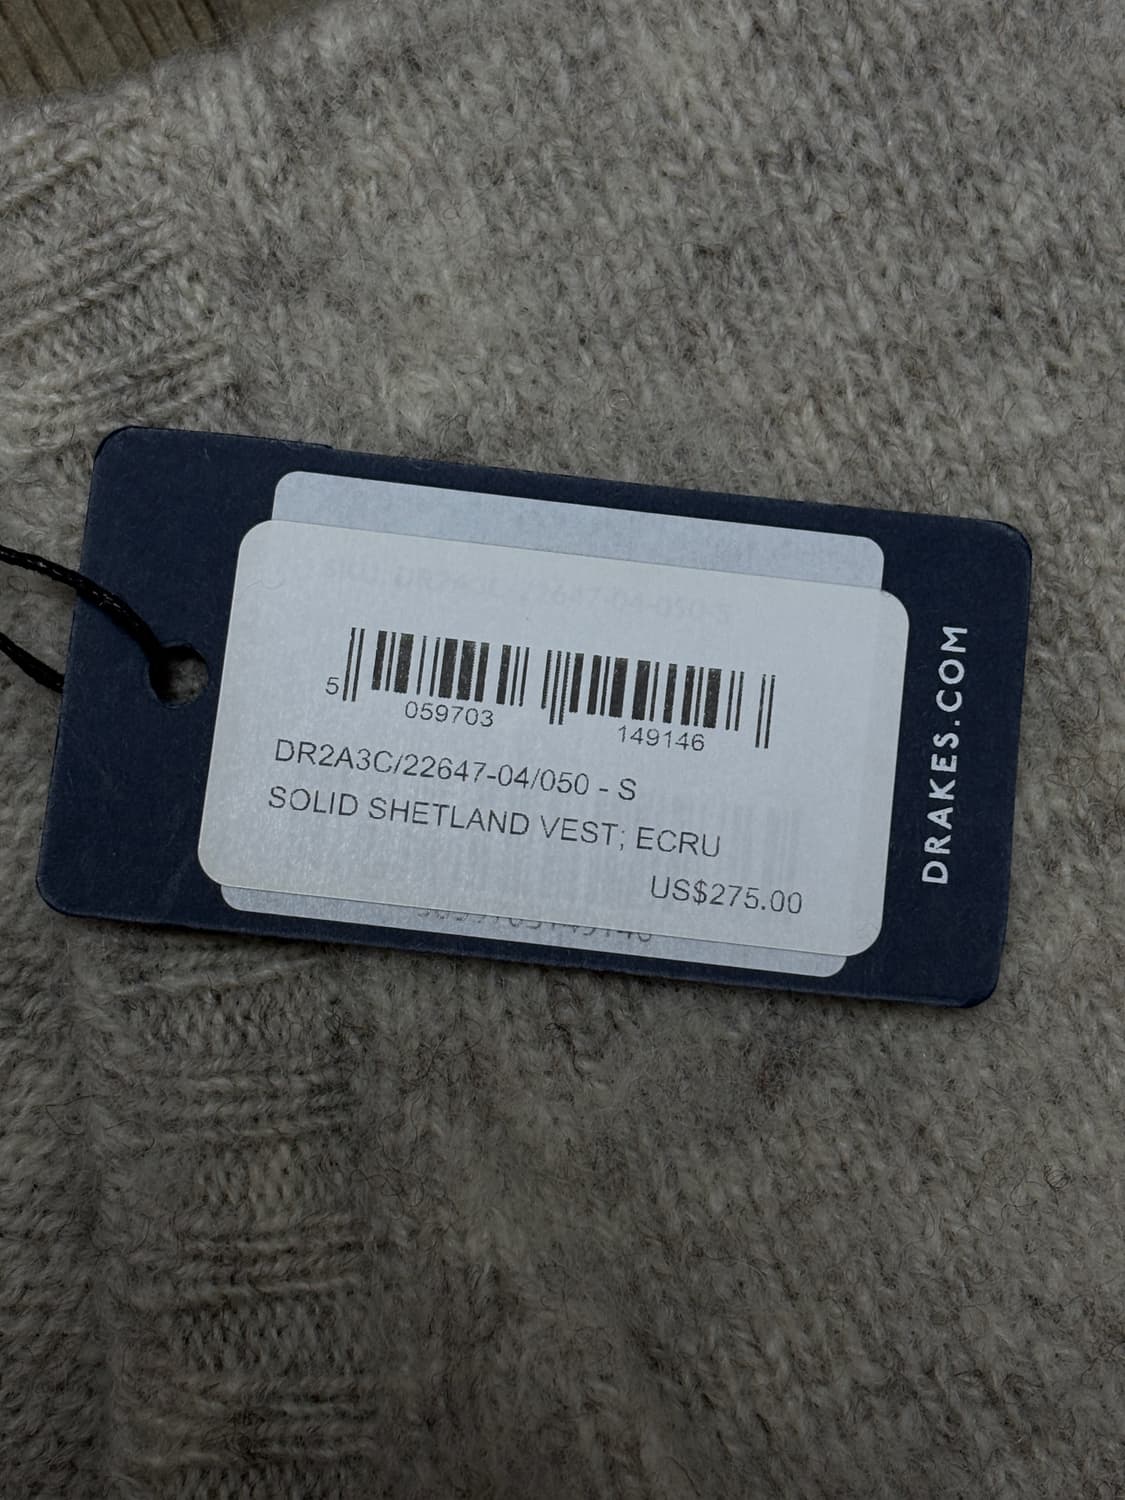 5 059703 149146
DR2A3C/22647-04/050 - S
SOLID SHETLAND VEST; ECRU
US$275.00
DRAKES.COM